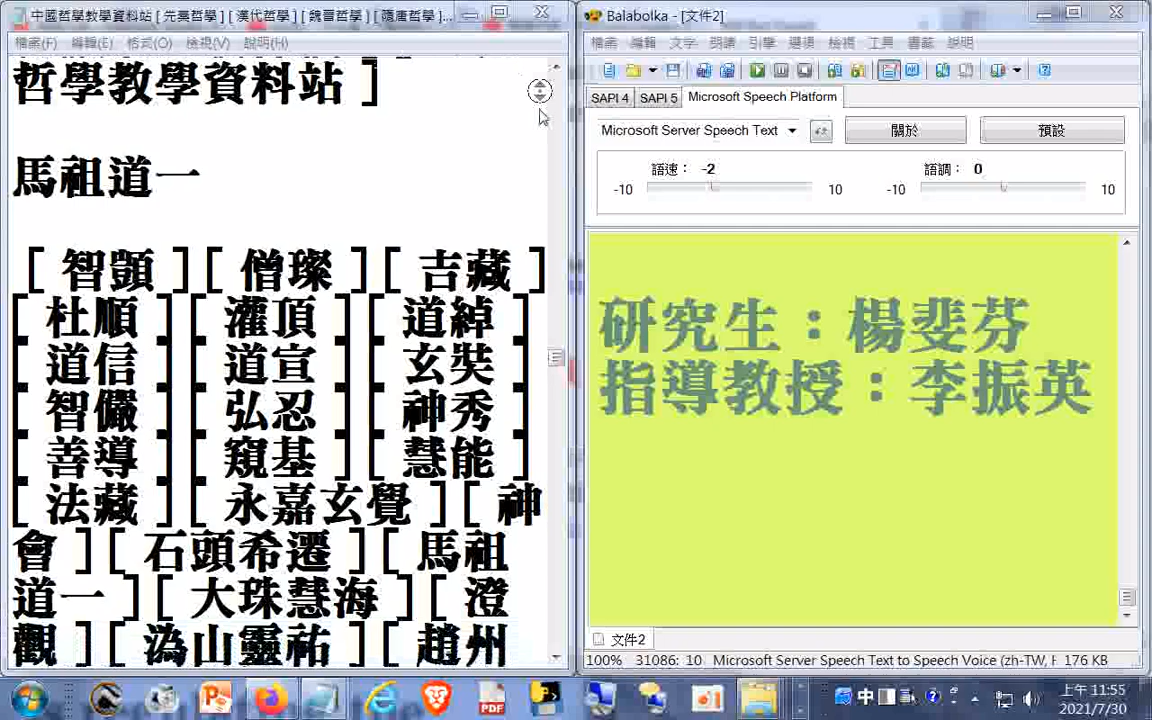 中國哲學教學資料站 [ 先秦哲學 ] [ 漢代哲學 ] [ 魏晉哲學 ] [ 隋唐哲學 ]...
檔案(F) 編輯(E) 格式(O) 檢視(V) 說明(H)
哲學教學資料站 ]
馬祖道一
[ 智顗 ][ 僧璨 ][ 吉藏 ]
[ 杜順 ][ 灌頂 ][ 道綽 ]
[ 道信 ][ 道宣 ][ 玄奘 ]
[ 智儼 ][ 弘忍 ][ 神秀 ]
[ 善導 ][ 窺基 ][ 慧能 ]
[ 法藏 ][ 永嘉玄覺 ][ 神
會 ][ 石頭希遷 ][ 馬祖
道一 ][ 大珠慧海 ][ 澄
觀 ][ 溈山靈祐 ][ 趙州
Balabolka - [文件2]
檔案 編輯 文字 朗讀 引擎 選項 檢視 工具 書籤 說明
SAPI 4 SAPI 5 Microsoft Speech Platform
Microsoft Server Speech Text 關於 預設
語速： -2 語調： 0
-10 10 -10 10
研究生：楊斐芬
指導教授：李振英
文件2
100% 31086: 10 Microsoft Server Speech Text to Speech Voice (zh-TW, H 176 KB
中
上午 11:55
2021/7/30